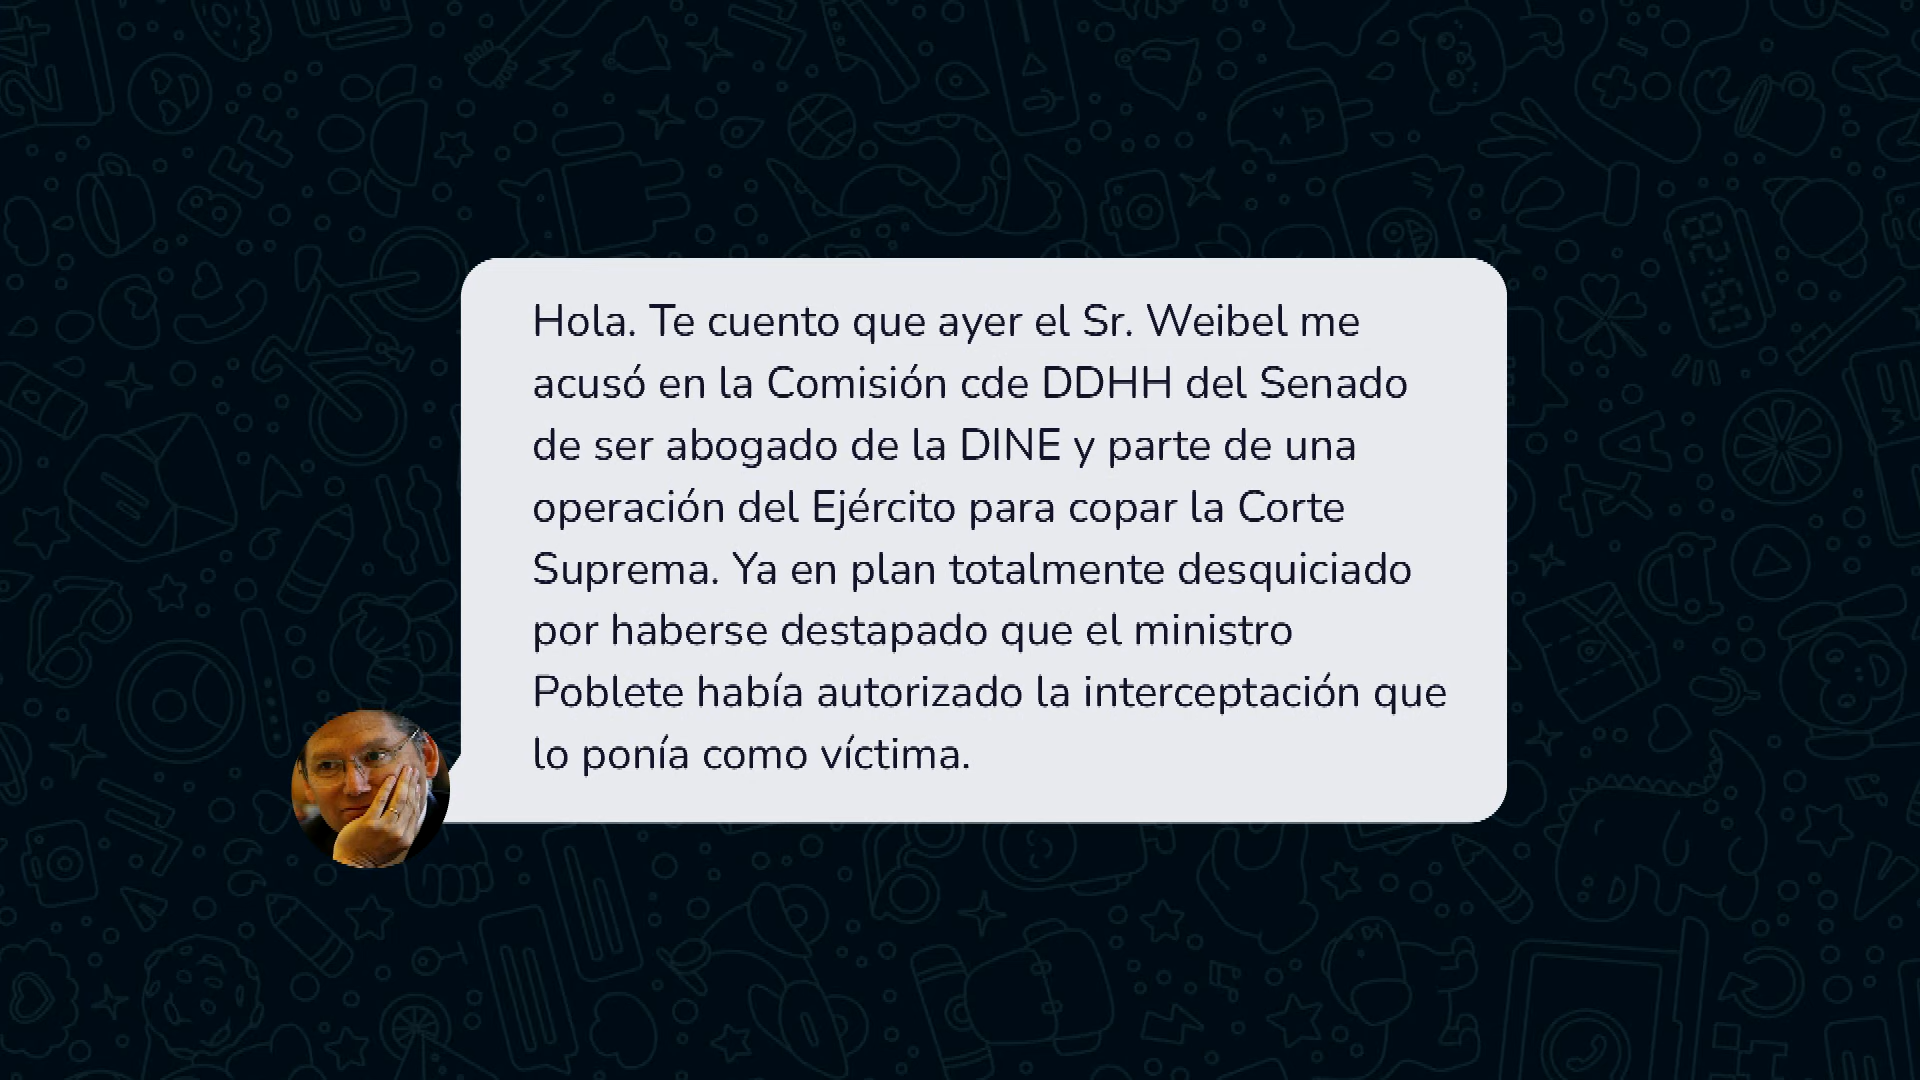 Hola. Te cuento que ayer el Sr. Weibel me
acusó en la Comisión cde DDHH del Senado
de ser abogado de la DINE y parte de una
operación del Ejército para copar la Corte
Suprema. Ya en plan totalmente desquiciado
por haberse destapado que el ministro
Poblete había autorizado la interceptación que
lo ponía como víctima.